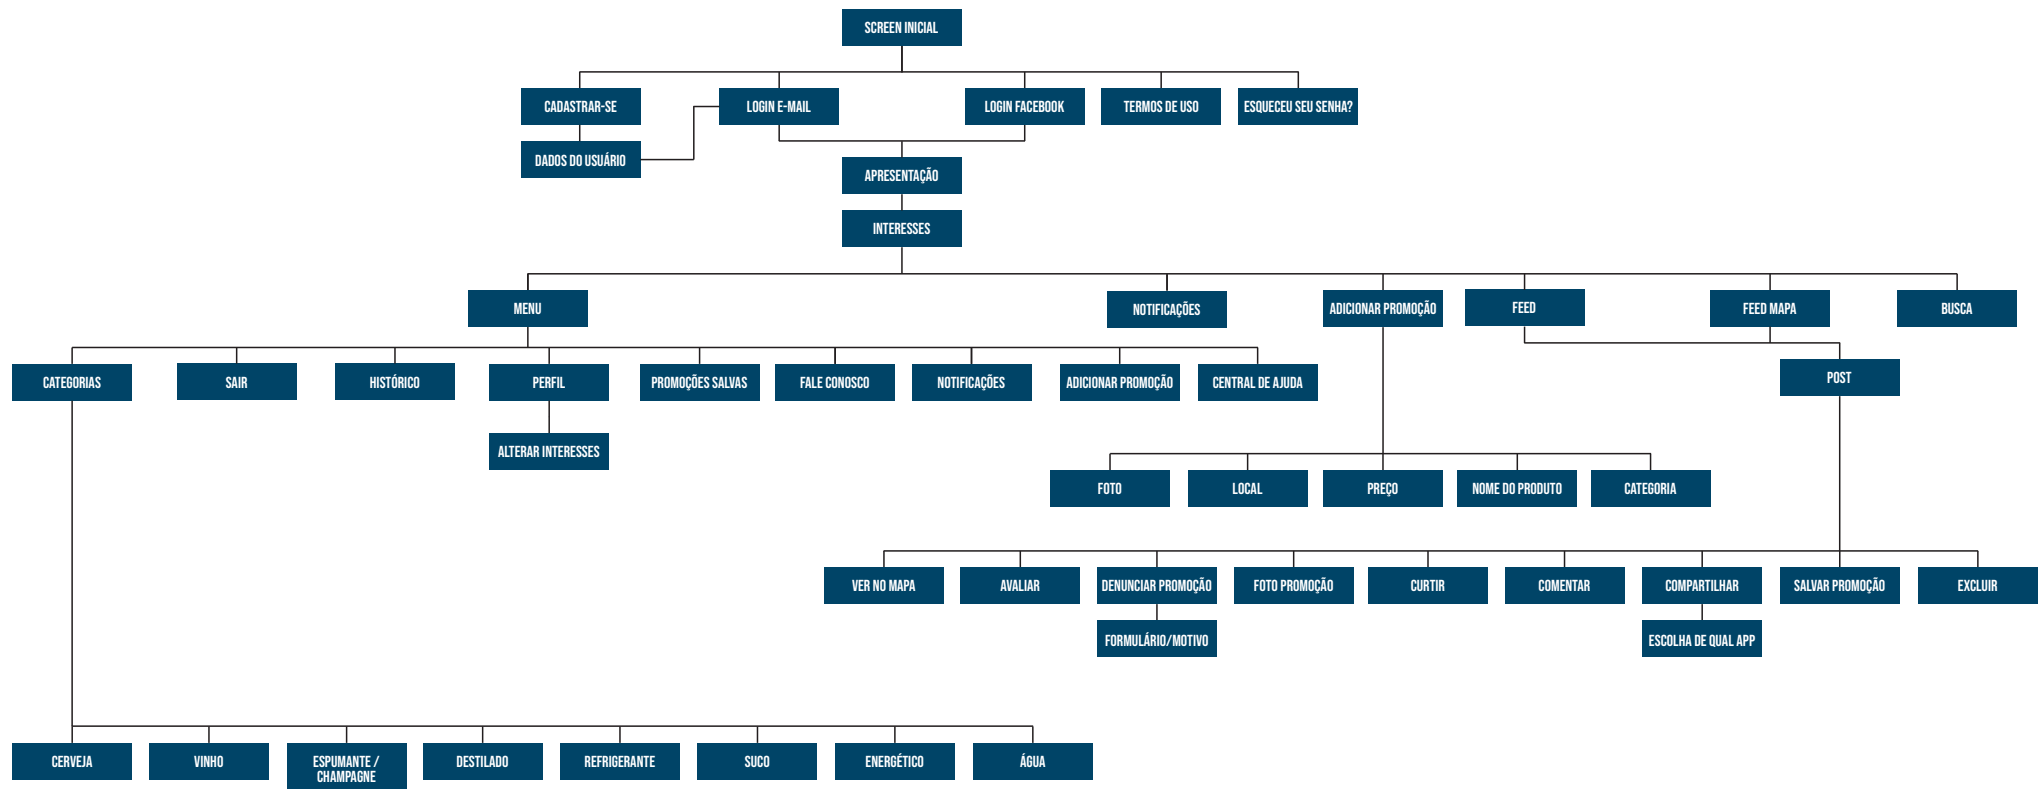 SCREEN INICIAL
CADASTRAR-SE
LOGIN E-MAIL
LOGIN FACEBOOK
TERMOS DE USO
ESQUECEU SEU SENHA?
DADOS DO USUÁRIO
APRESENTAÇÃO
INTERESSES
MENU
NOTIFICAÇÕES
ADICIONAR PROMOÇÃO
FEED
FEED MAPA
BUSCA
CATEGORIAS
SAIR
HISTÓRICO
PERFIL
PROMOÇÕES SALVAS
FALE CONOSCO
NOTIFICAÇÕES
ADICIONAR PROMOÇÃO
CENTRAL DE AJUDA
POST
ALTERAR INTERESSES
FOTO
LOCAL
PREÇO
NOME DO PRODUTO
CATEGORIA
VER NO MAPA
AVALIAR
DENUNCIAR PROMOÇÃO
FOTO PROMOÇÃO
CURTIR
COMENTAR
COMPARTILHAR
SALVAR PROMOÇÃO
EXCLUIR
FORMULÁRIO/MOTIVO
ESCOLHA DE QUAL APP
CERVEJA
VINHO
ESPUMANTE /
CHAMPAGNE
DESTILADO
REFRIGERANTE
SUCO
ENERGÉTICO
ÁGUA